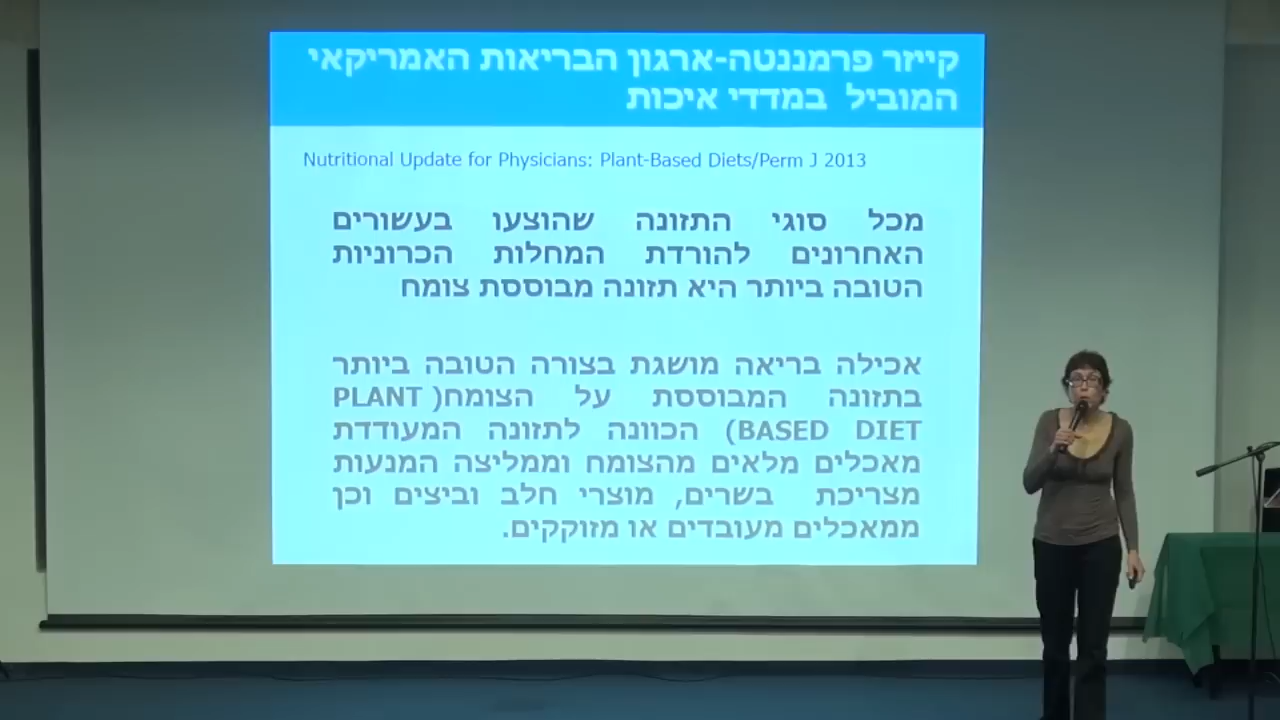 קייזר פרמננטה-ארגון הבריאות האמריקאי
המוביל במדדי איכות
Nutritional Update for Physicians: Plant-Based Diets/Perm J 2013
מכל סוגי התזונה שהוצעו בעשורים
האחרונים להורדת המחלות הכרוניות
הטובה ביותר היא תזונה מבוססת צומח
אכילה בריאה מושגת בצורה הטובה ביותר
בתזונה המבוססת על הצומח( PLANT
BASED DIET) הכוונה לתזונה המעודדת
מאכלים מלאים מהצומח וממליצה המנעות
מצריכת בשרים, מוצרי חלב וביצים וכן
ממאכלים מעובדים או מזוקקים.